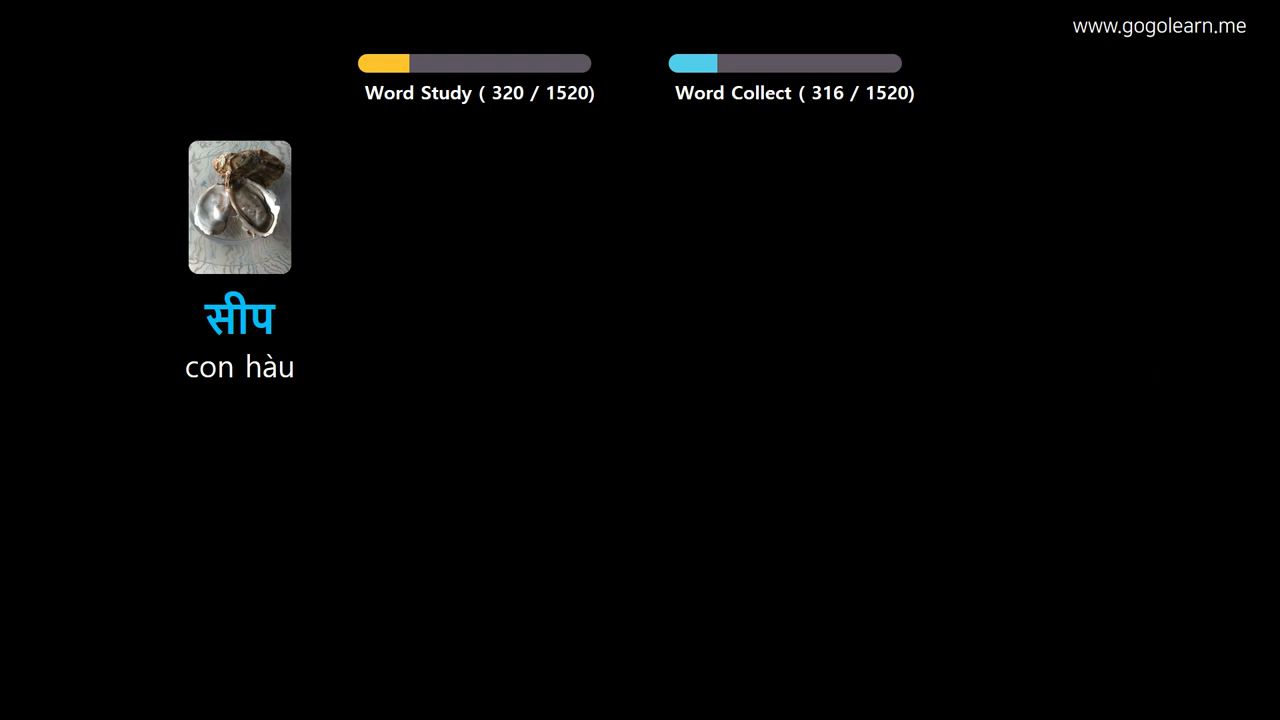 www.gogolearn.me
Word Study ( 320 / 1520)
Word Collect ( 316 / 1520)
सीप
con hàu